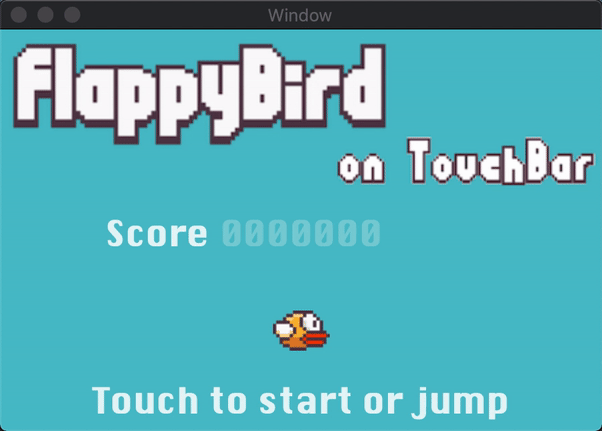 Window
FlappyBird
on TouchBar
Score 0000000
Touch to start or jump